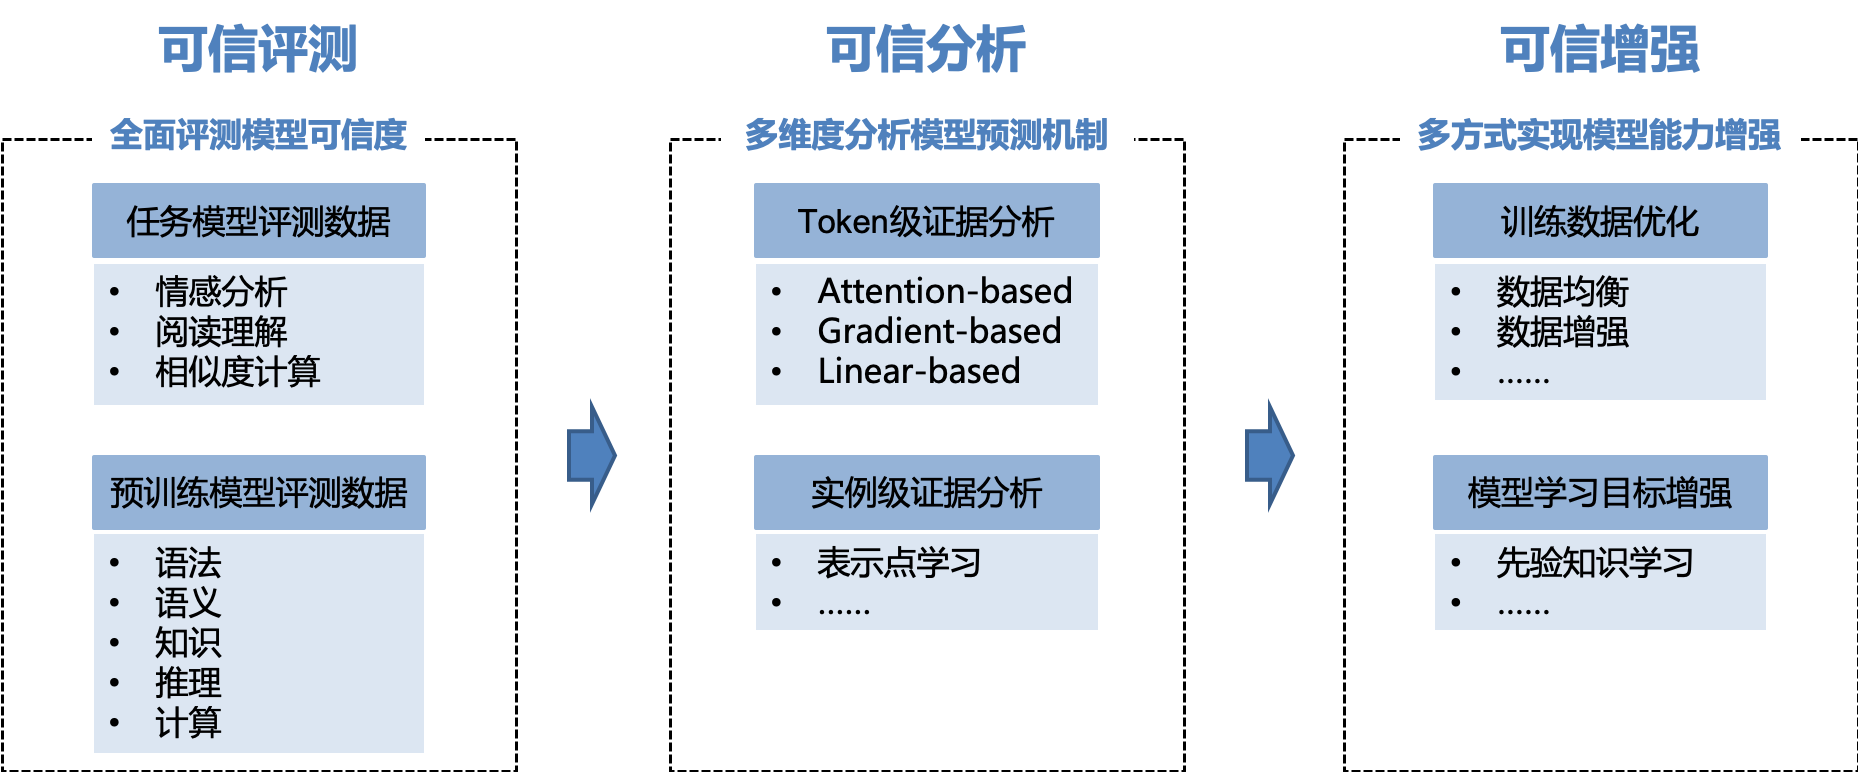 可信评测
全面评测模型可信度
任务模型评测数据
• 情感分析
• 阅读理解
• 相似度计算
预训练模型评测数据
• 语法
• 语义
• 知识
• 推理
• 计算
可信分析
多维度分析模型预测机制
Token级证据分析
• Attention-based
• Gradient-based
• Linear-based
实例级证据分析
• 表示点学习
• ......
可信增强
多方式实现模型能力增强
训练数据优化
• 数据均衡
• 数据增强
• ......
模型学习目标增强
• 先验知识学习
• ......